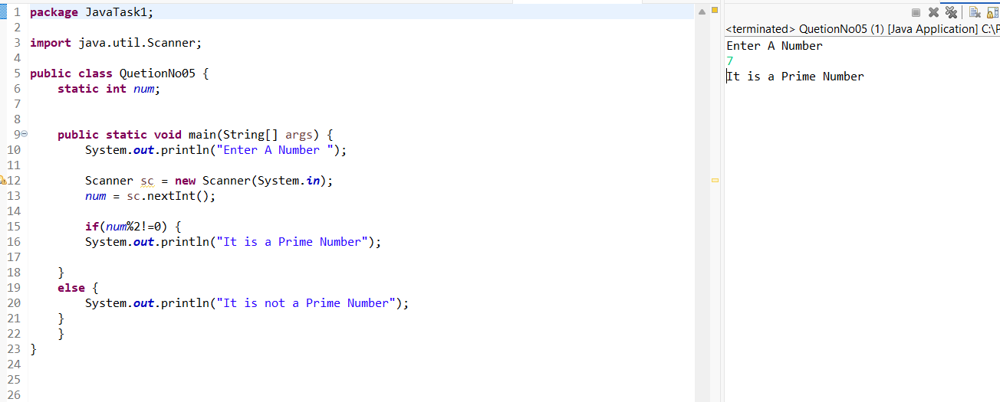 1 package JavaTask1;
2
3 import java.util.Scanner;
4
5 public class QuetionNo05 {
6 static int num;
7
8
9 public static void main(String[] args) {
10 System.out.println("Enter A Number ");
11
12 Scanner sc = new Scanner(System.in);
13 num = sc.nextInt();
14
15 if(num%2!=0) {
16 System.out.println("It is a Prime Number");
17
18 }
19 else {
20 System.out.println("It is not a Prime Number");
21 }
22 }
23 }
24
25
26
<terminated> QuetionNo05 (1) [Java Application] C:\P
Enter A Number
7
It is a Prime Number